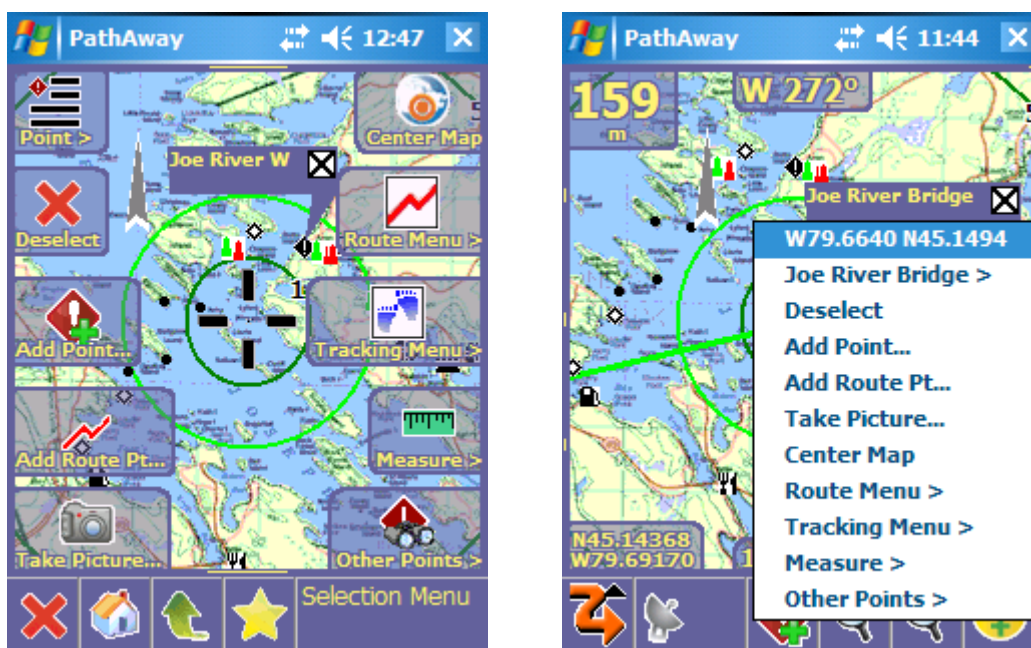 PathAway 12:47
Point >
Center Map
Joe River W
Deselect
Route Menu >
1
Add Point...
Tracking Menu >
Add Route Pt...
Measure >
Take Picture...
Other Points >
Selection Menu
PathAway 11:44
159
m
W 272°
Joe River Bridge
W79.6640 N45.1494
Joe River Bridge >
Deselect
Add Point...
Add Route Pt...
Take Picture...
Center Map
Route Menu >
Tracking Menu >
Measure >
Other Points >
N45.14368
W79.69170
1